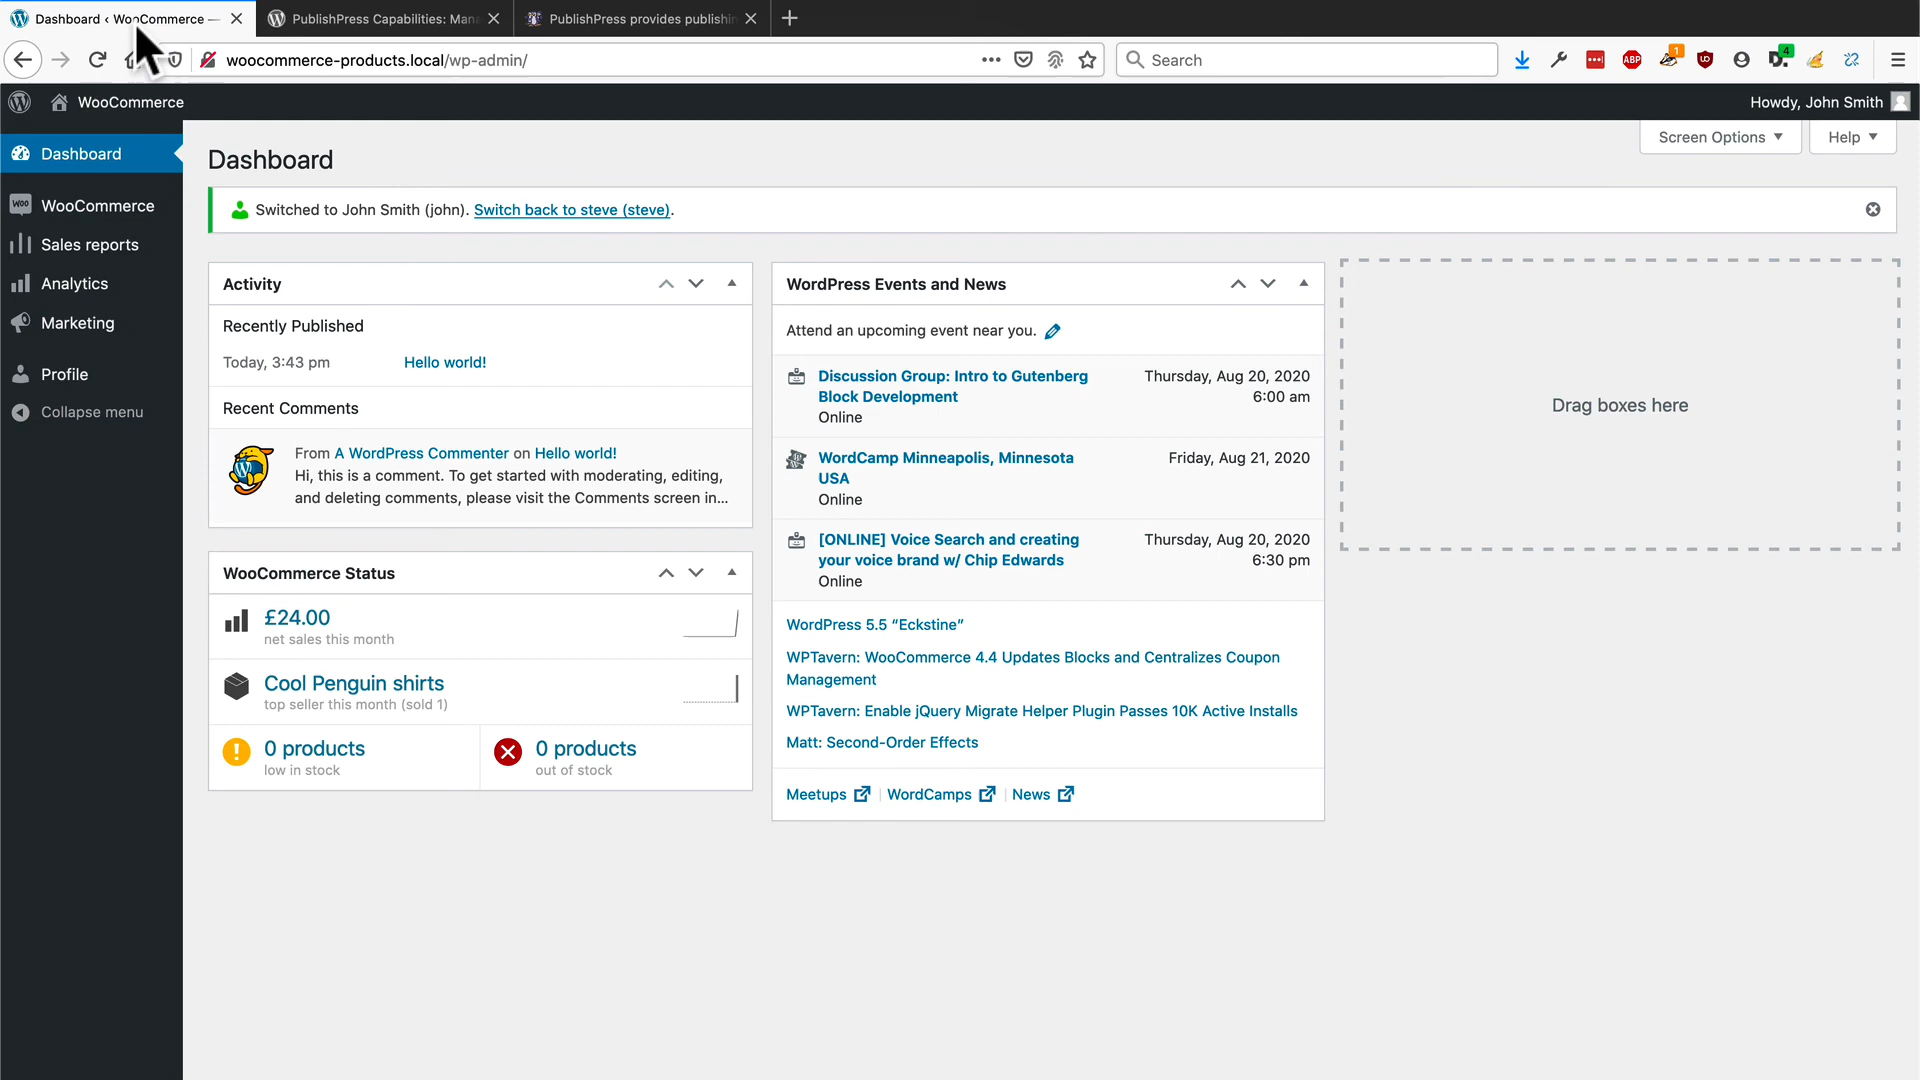 Dashboard ‹ WooCommerce —
PublishPress Capabilities: Mana
PublishPress provides publishin
woocommerce-products.local/wp-admin/
Search
ABP
1
4
WooCommerce
Howdy, John Smith
Dashboard
WooCommerce
Sales reports
Analytics
Marketing
Profile
Collapse menu
Dashboard
Screen Options
Help
Switched to John Smith (john). Switch back to steve (steve).
Activity
Recently Published
Today, 3:43 pm
Hello world!
Recent Comments
From A WordPress Commenter on Hello world!
Hi, this is a comment. To get started with moderating, editing,
and deleting comments, please visit the Comments screen in...
WooCommerce Status
£24.00
net sales this month
Cool Penguin shirts
top seller this month (sold 1)
0 products
low in stock
0 products
out of stock
WordPress Events and News
Attend an upcoming event near you.
Discussion Group: Intro to Gutenberg
Block Development
Online
Thursday, Aug 20, 2020
6:00 am
WordCamp Minneapolis, Minnesota
USA
Online
Friday, Aug 21, 2020
[ONLINE] Voice Search and creating
your voice brand w/ Chip Edwards
Online
Thursday, Aug 20, 2020
6:30 pm
WordPress 5.5 “Eckstine”
WPTavern: WooCommerce 4.4 Updates Blocks and Centralizes Coupon
Management
WPTavern: Enable jQuery Migrate Helper Plugin Passes 10K Active Installs
Matt: Second-Order Effects
Meetups
WordCamps
News
Drag boxes here